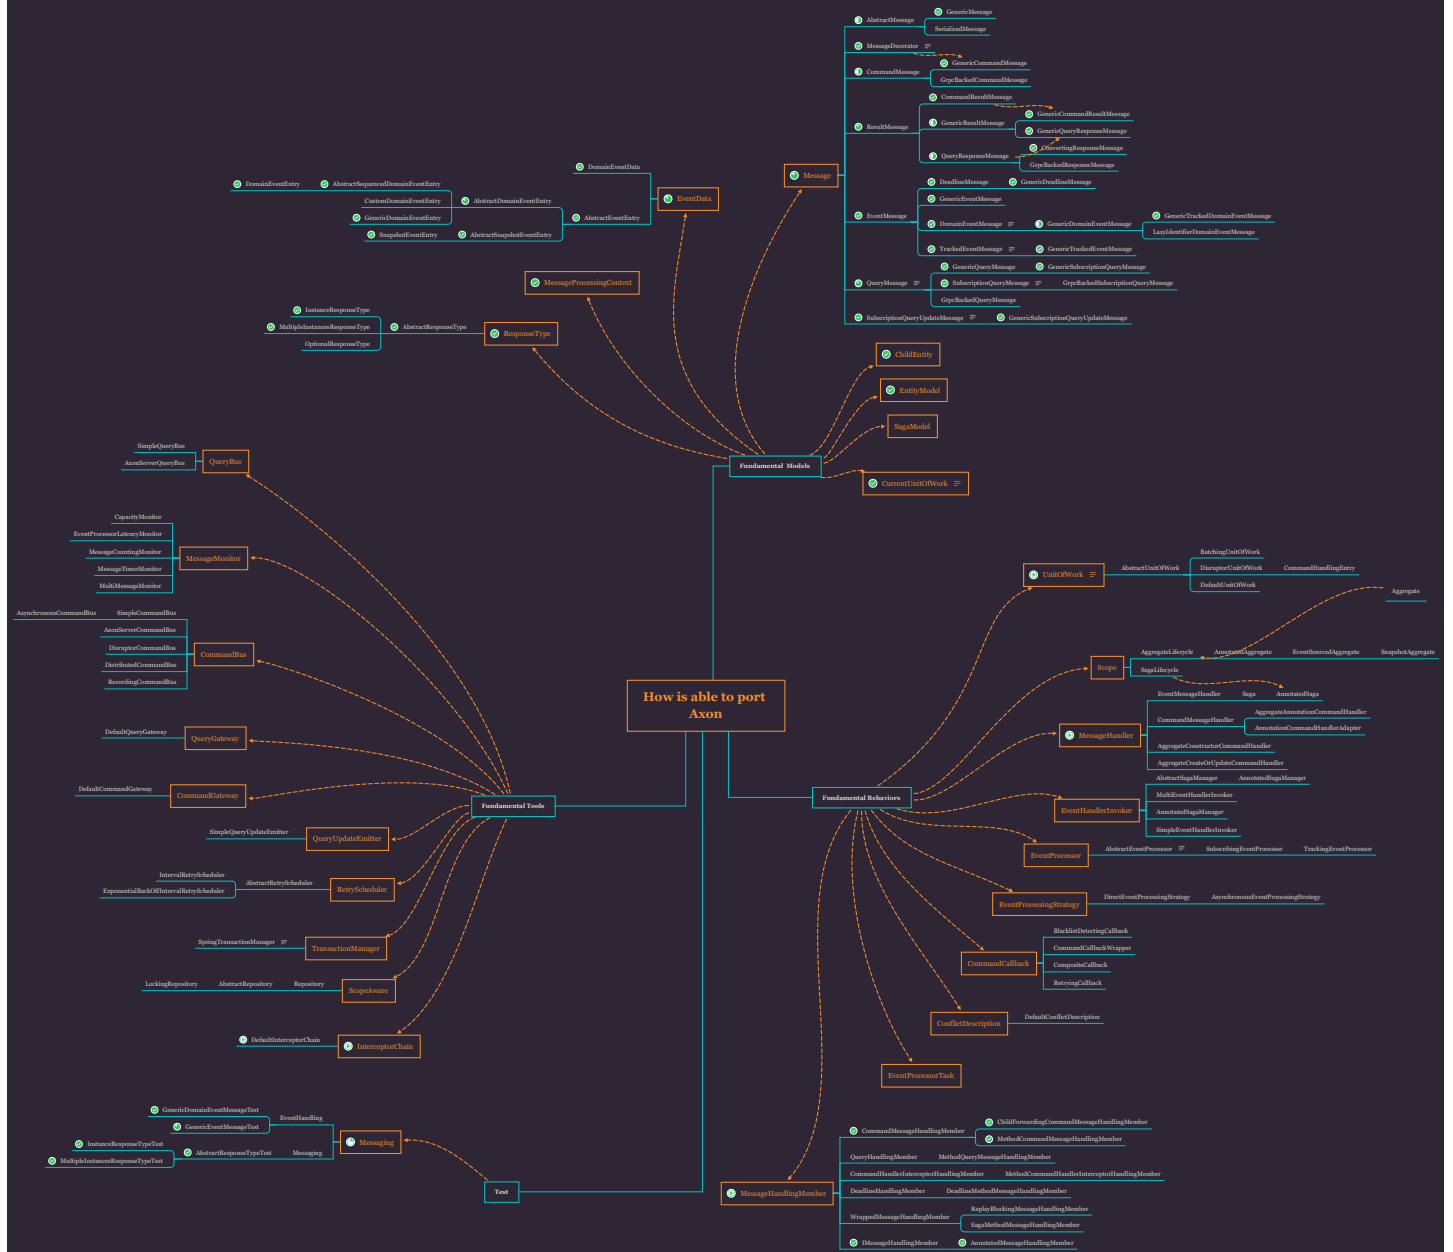 How is able to port
Axon
Fundamental Models
Message
AbstractMessage
GenericMessage
SerializedMessage
MessageDecorator
CommandMessage
GenericCommandMessage
GrpcBackedCommandMessage
ResultMessage
CommandResultMessage
GenericResultMessage
GenericCommandResultMessage
GenericQueryResponseMessage
QueryResponseMessage
ConvertingResponseMessage
GrpcBackedResponseMessage
EventMessage
DeadlineMessage
GenericDeadlineMessage
GenericEventMessage
DomainEventMessage
GenericDomainEventMessage
GenericTrackedDomainEventMessage
LazyIdentifierDomainEventMessage
TrackedEventMessage
GenericTrackedEventMessage
QueryMessage
GenericQueryMessage
GenericSubscriptionQueryMessage
SubscriptionQueryMessage
GrpcBackedSubscriptionQueryMessage
GrpcBackedQueryMessage
SubscriptionQueryUpdateMessage
GenericSubscriptionQueryUpdateMessage
EventData
DomainEventData
AbstractEventEntry
AbstractDomainEventEntry
AbstractSequencedDomainEventEntry
DomainEventEntry
CustomDomainEventEntry
GenericDomainEventEntry
AbstractSnapshotEventEntry
SnapshotEventEntry
MessageProcessingContext
ResponseType
AbstractResponseType
InstanceResponseType
MultipleInstancesResponseType
OptionalResponseType
ChildEntity
EntityModel
SagaModel
CurrentUnitOfWork
Fundamental Behaviors
UnitOfWork
AbstractUnitOfWork
BatchingUnitOfWork
DisruptorUnitOfWork
CommandHandlingEntry
DefaultUnitOfWork
Aggregate
Scope
AggregateLifecycle
AnnotatedAggregate
EventSourcedAggregate
SnapshotAggregate
SagaLifecycle
MessageHandler
EventMessageHandler
Saga
AnnotatedSaga
CommandMessageHandler
AggregateAnnotationCommandHandler
AnnotationCommandHandlerAdapter
AggregateConstructorCommandHandler
AggregateCreateOrUpdateCommandHandler
EventHandlerInvoker
AbstractSagaManager
AnnotatedSagaManager
MultiEventHandlerInvoker
AnnotatedSagaManager
SimpleEventHandlerInvoker
EventProcessor
AbstractEventProcessor
SubscribingEventProcessor
TrackingEventProcessor
EventProcessingStrategy
DirectEventProcessingStrategy
AsynchronousEventProcessingStrategy
CommandCallback
BlacklistDetectingCallback
CommandCallbackWrapper
CompositeCallback
RetryingCallback
ConflictDescription
DefaultConflictDescription
EventProcessorTask
MessageHandlingMember
CommandMessageHandlingMember
ChildForwardingCommandMessageHandlingMember
MethodCommandMessageHandlingMember
QueryHandlingMember
MethodQueryMessageHandlingMember
CommandHandlerInterceptorHandlingMember
MethodCommandHandlerInterceptorHandlingMember
DeadlineHandlingMember
DeadlineMethodMessageHandlingMember
WrappedMessageHandlingMember
ReplayBlockingMessageHandlingMember
SagaMethodMessageHandlingMember
DMessageHandlingMember
AnnotatedMessageHandlingMember
Fundamental Tools
QueryBus
SimpleQueryBus
AxonServerQueryBus
MessageMonitor
CapacityMonitor
EventProcessorLatencyMonitor
MessageCountingMonitor
MessageTimerMonitor
MultiMessageMonitor
CommandBus
SimpleCommandBus
AsynchronousCommandBus
AxonServerCommandBus
DisruptorCommandBus
DistributedCommandBus
RecordingCommandBus
QueryGateway
DefaultQueryGateway
CommandGateway
DefaultCommandGateway
QueryUpdateEmitter
SimpleQueryUpdateEmitter
RetryScheduler
AbstractRetryScheduler
IntervalRetryScheduler
ExponentialBackOffIntervalRetryScheduler
TransactionManager
SpringTransactionManager
ScopeAware
Repository
AbstractRepository
LockingRepository
InterceptorChain
DefaultInterceptorChain
Test
Messaging
EventHandling
GenericDomainEventMessageTest
GenericEventMessageTest
Messaging
AbstractResponseTypeTest
InstanceResponseTypeTest
MultipleInstancesResponseTypeTest